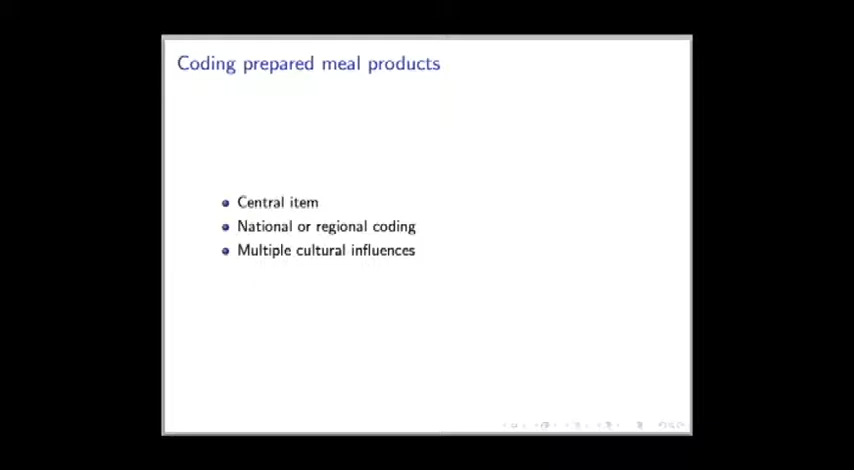 Coding prepared meal products
Central item
National or regional coding
Multiple cultural influences